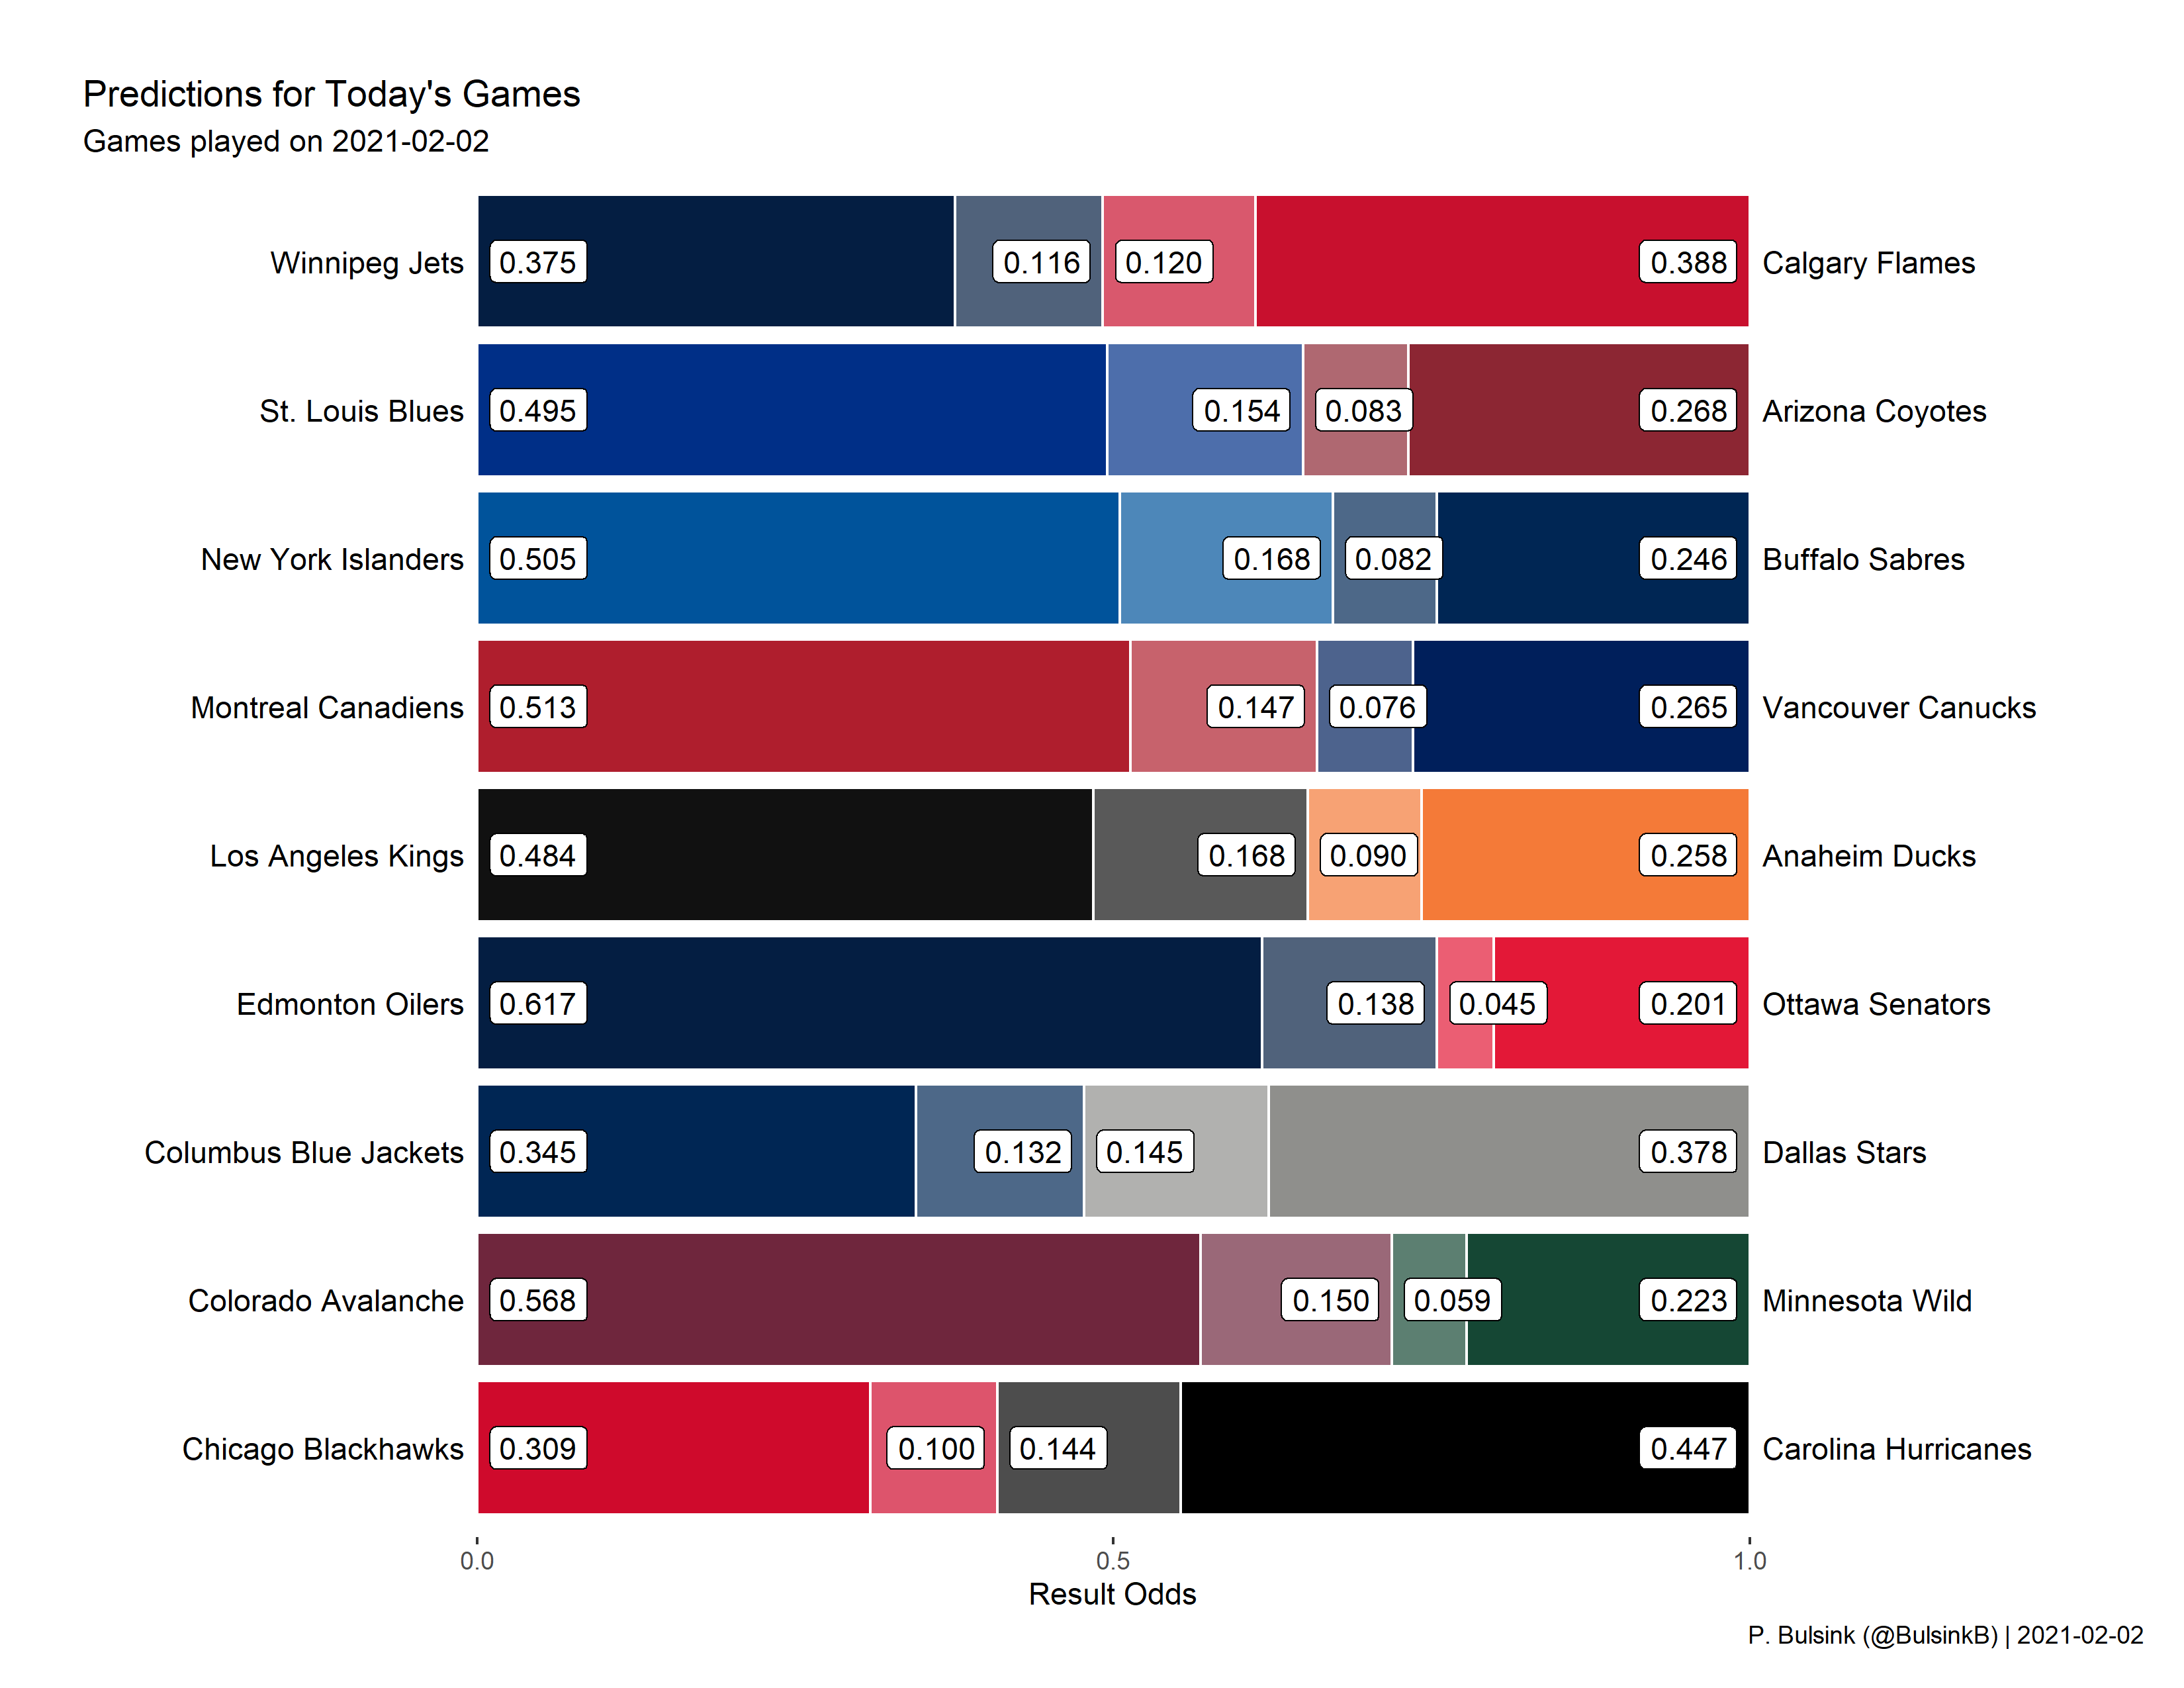 Predictions for Today's Games
Games played on 2021-02-02
Winnipeg Jets 0.375 0.116 0.120 0.388 Calgary Flames
St. Louis Blues 0.495 0.154 0.083 0.268 Arizona Coyotes
New York Islanders 0.505 0.168 0.082 0.246 Buffalo Sabres
Montreal Canadiens 0.513 0.147 0.076 0.265 Vancouver Canucks
Los Angeles Kings 0.484 0.168 0.090 0.258 Anaheim Ducks
Edmonton Oilers 0.617 0.138 0.045 0.201 Ottawa Senators
Columbus Blue Jackets 0.345 0.132 0.145 0.378 Dallas Stars
Colorado Avalanche 0.568 0.150 0.059 0.223 Minnesota Wild
Chicago Blackhawks 0.309 0.100 0.144 0.447 Carolina Hurricanes
0.0 0.5 1.0
Result Odds
P. Bulsink (@BulsinkB) | 2021-02-02